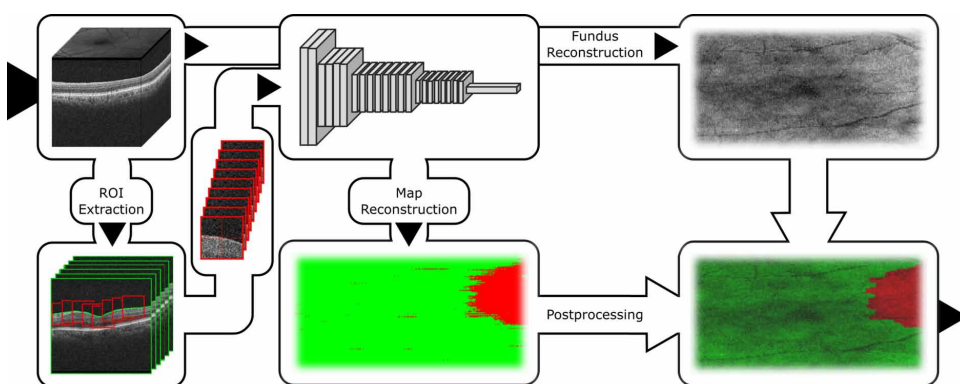 Fundus
Reconstruction
ROI
Extraction
Map
Reconstruction
Postprocessing